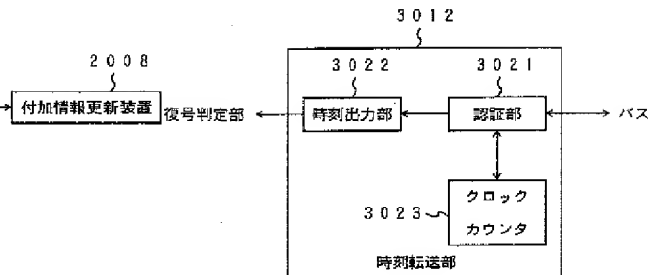 3012
2008
3022
3021
付加情報更新装置
復号判定部
時刻出力部
認証部
バス
クロック
カウンタ
3023
時刻転送部